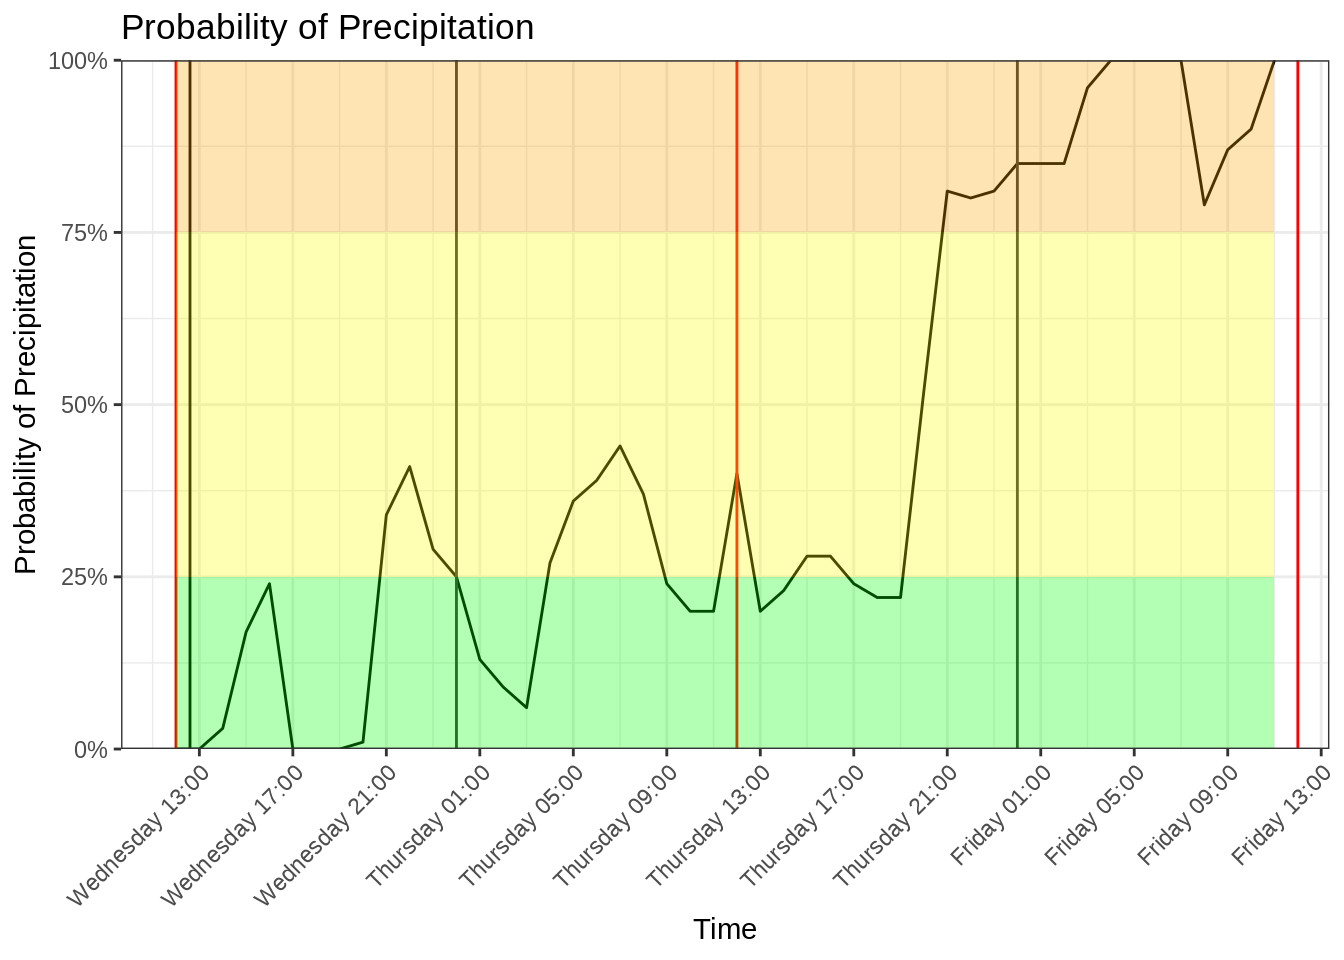 Probability of Precipitation
Probability of Precipitation
100%
75%
50%
25%
0%
Wednesday 13:00
Wednesday 17:00
Wednesday 21:00
Thursday 01:00
Thursday 05:00
Thursday 09:00
Thursday 13:00
Thursday 17:00
Thursday 21:00
Friday 01:00
Friday 05:00
Friday 09:00
Friday 13:00
Time